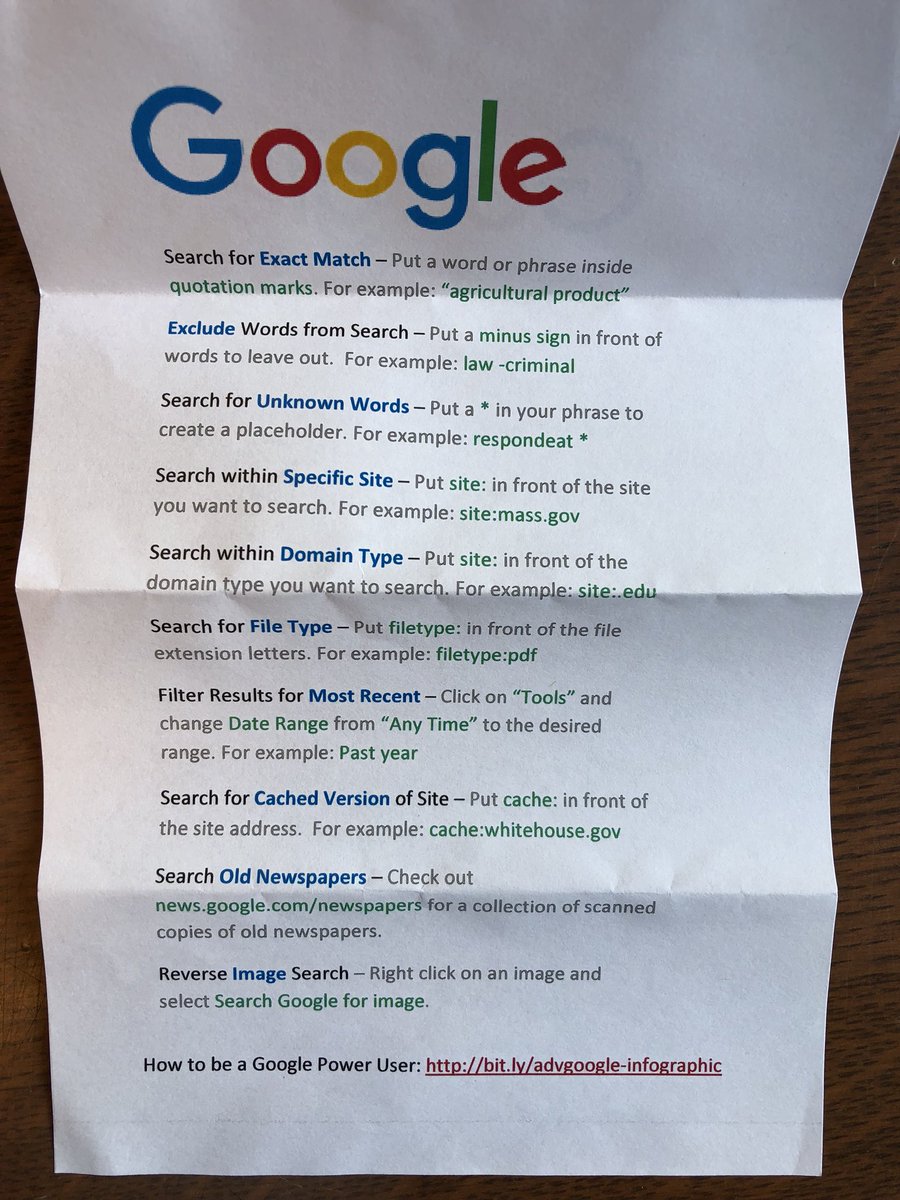 Google
Search for Exact Match – Put a word or phrase inside
quotation marks. For example: “agricultural product”
Exclude Words from Search – Put a minus sign in front of
words to leave out.  For example: law -criminal
Search for Unknown Words – Put a * in your phrase to
create a placeholder. For example: respondeat *
Search within Specific Site – Put site: in front of the site
you want to search. For example: site:mass.gov
Search within Domain Type – Put site: in front of the
domain type you want to search. For example: site:.edu
Search for File Type – Put filetype: in front of the file
extension letters. For example: filetype:pdf
Filter Results for Most Recent – Click on “Tools” and
change Date Range from “Any Time” to the desired
range. For example: Past year
Search for Cached Version of Site – Put cache: in front of
the site address.  For example: cache:whitehouse.gov
Search Old Newspapers – Check out
news.google.com/newspapers for a collection of scanned
copies of old newspapers.
Reverse Image Search – Right click on an image and
select Search Google for image.
How to be a Google Power User: http://bit.ly/advgoogle-infographic